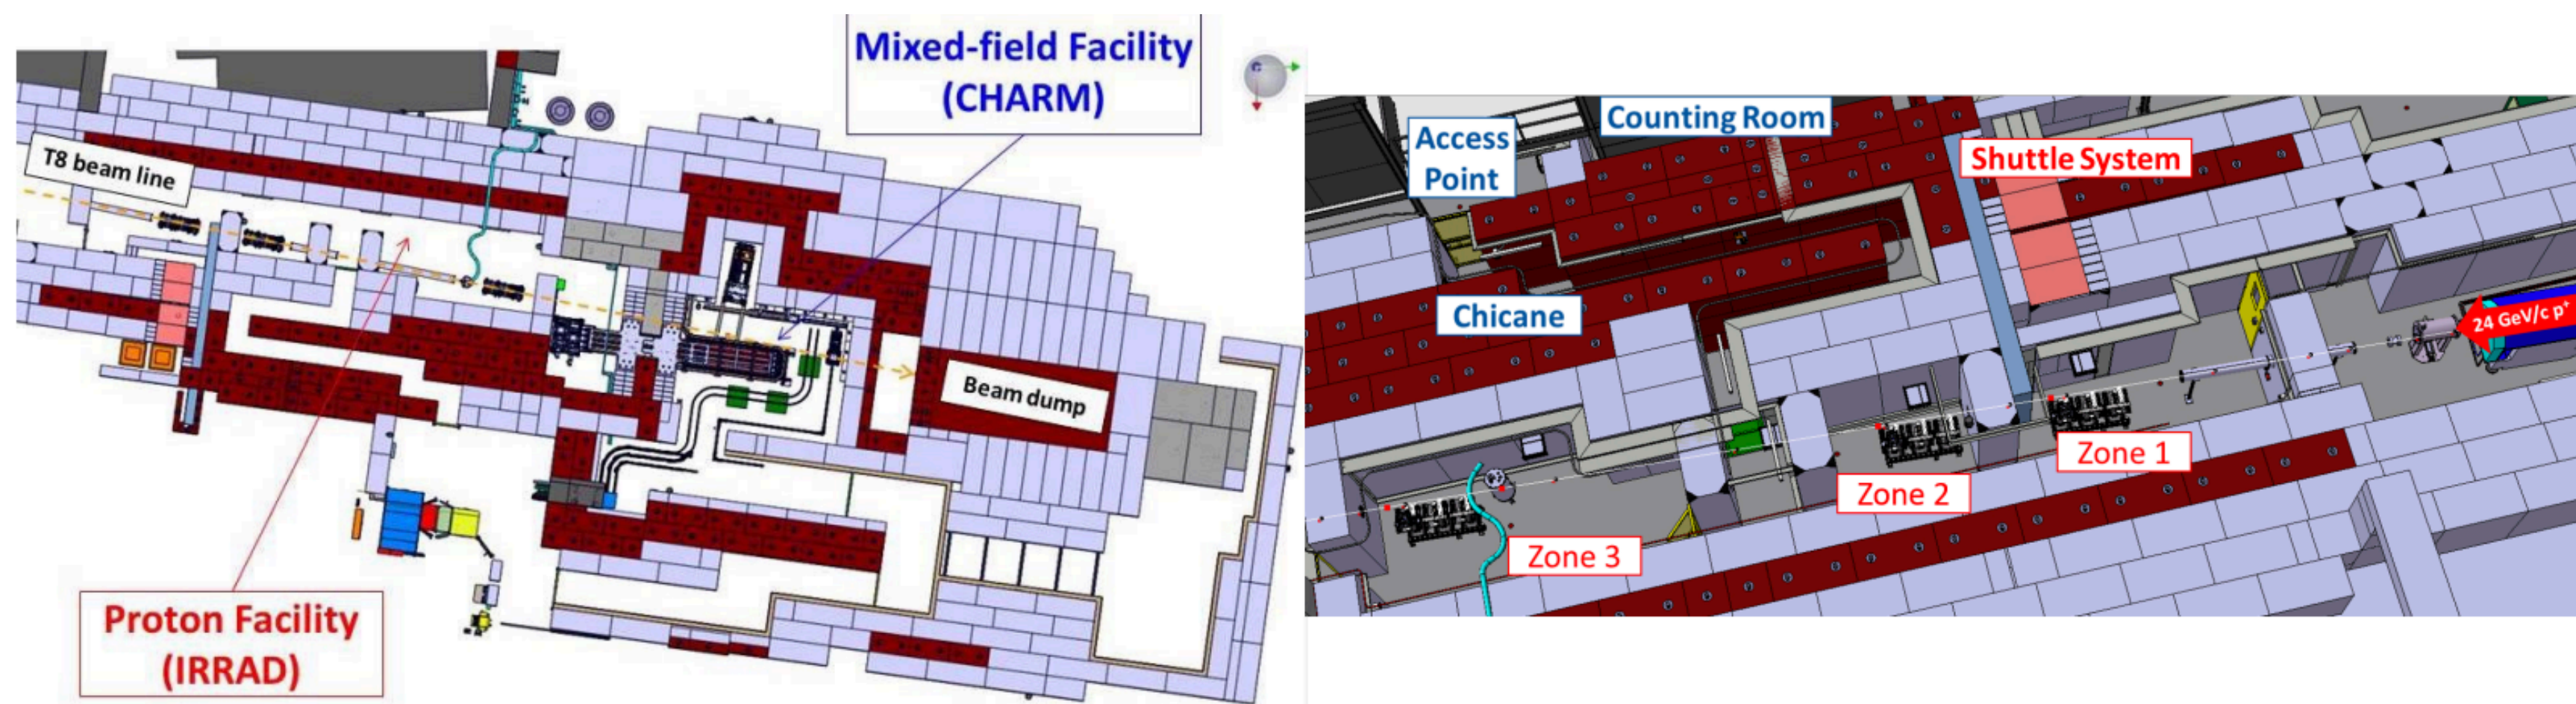 Mixed-field Facility
(CHARM)
T8 beam line
Beam dump
Proton Facility
(IRRAD)
Counting Room
Access
Point
Shuttle System
Chicane
24 GeV/c p⁺
Zone 1
Zone 2
Zone 3